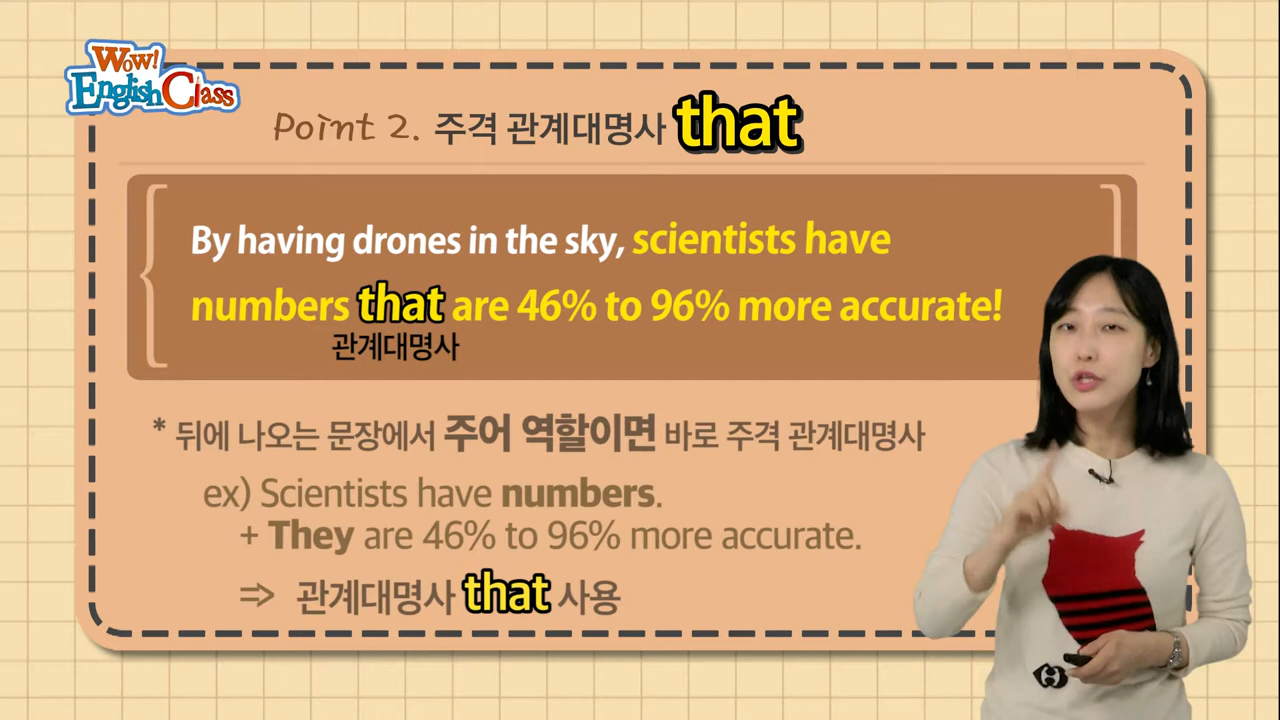 Wow!
English Class
Point 2. 주격 관계대명사 that
By having drones in the sky, scientists have
numbers that are 46% to 96% more accurate!
관계대명사
* 뒤에 나오는 문장에서 주어 역할이면 바로 주격 관계대명사
ex) Scientists have numbers.
+ They are 46% to 96% more accurate.
⇒ 관계대명사 that 사용